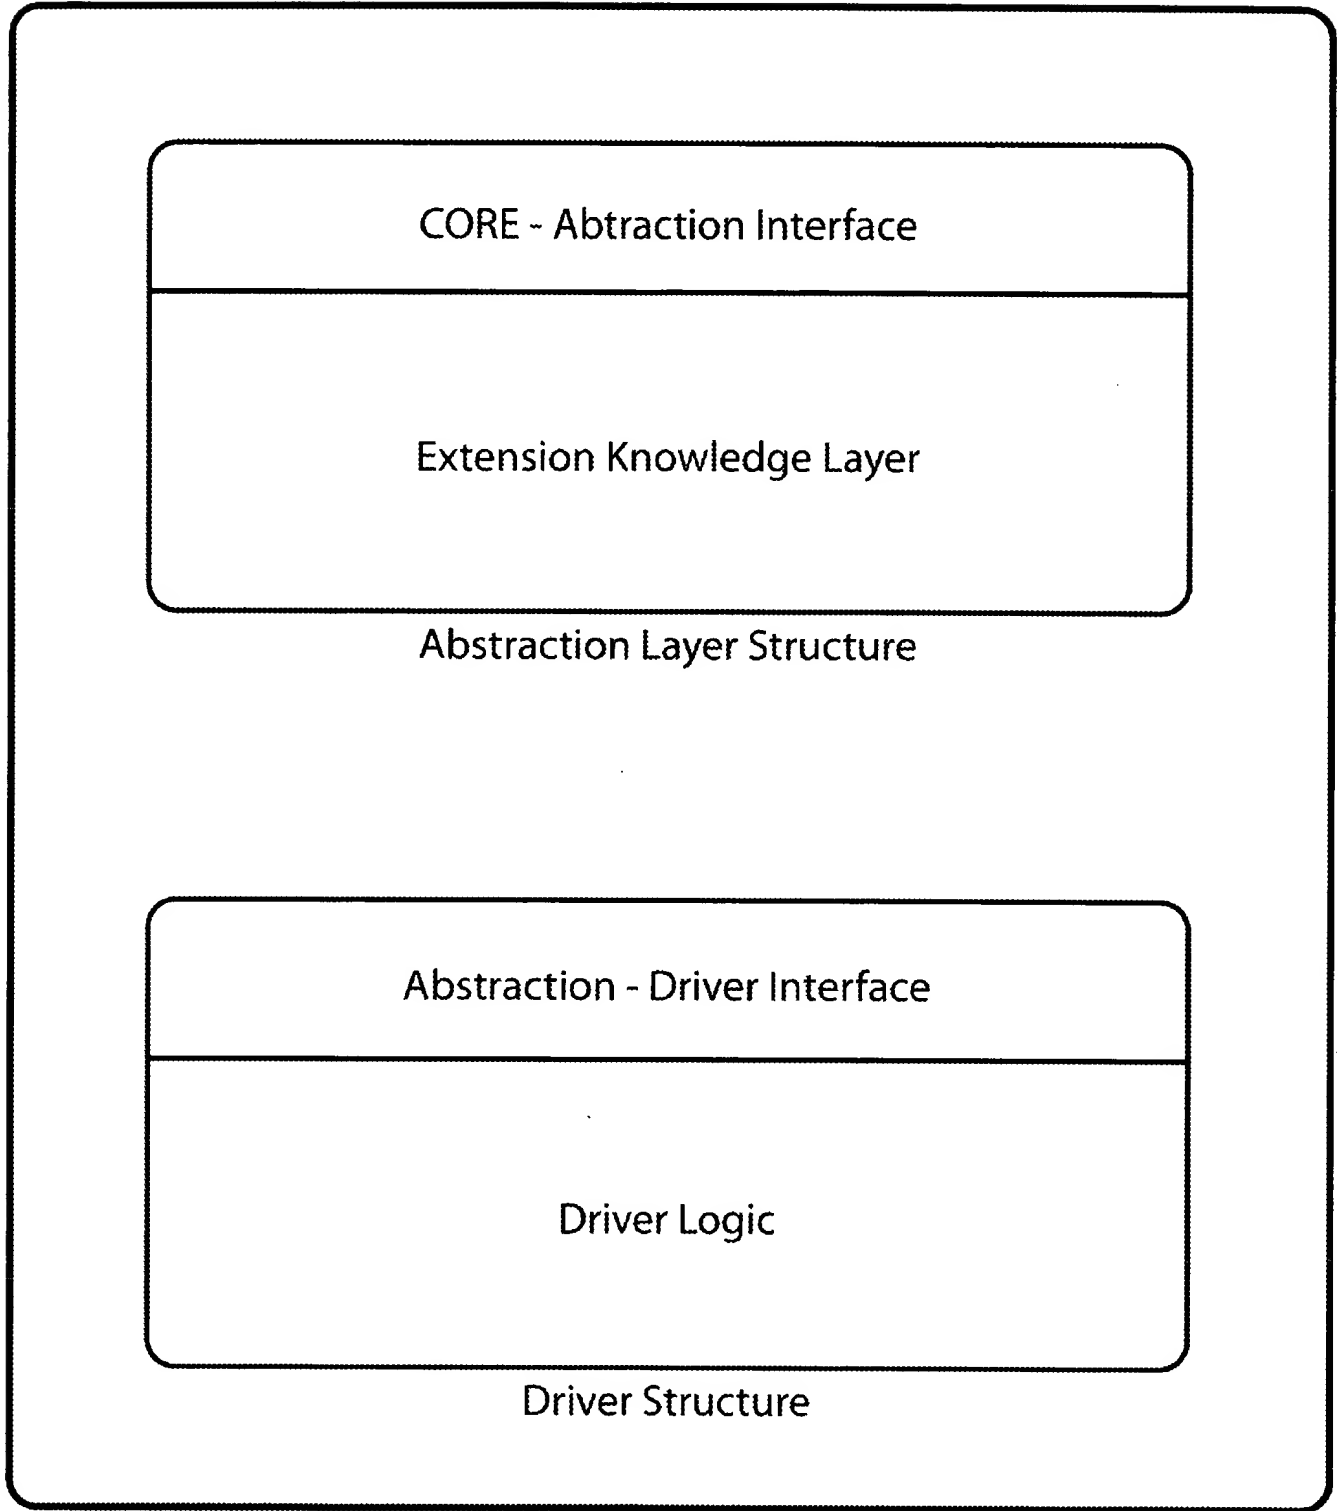 CORE - Abtraction Interface
Extension Knowledge Layer
Abstraction Layer Structure
Abstraction - Driver Interface
Driver Logic
Driver Structure